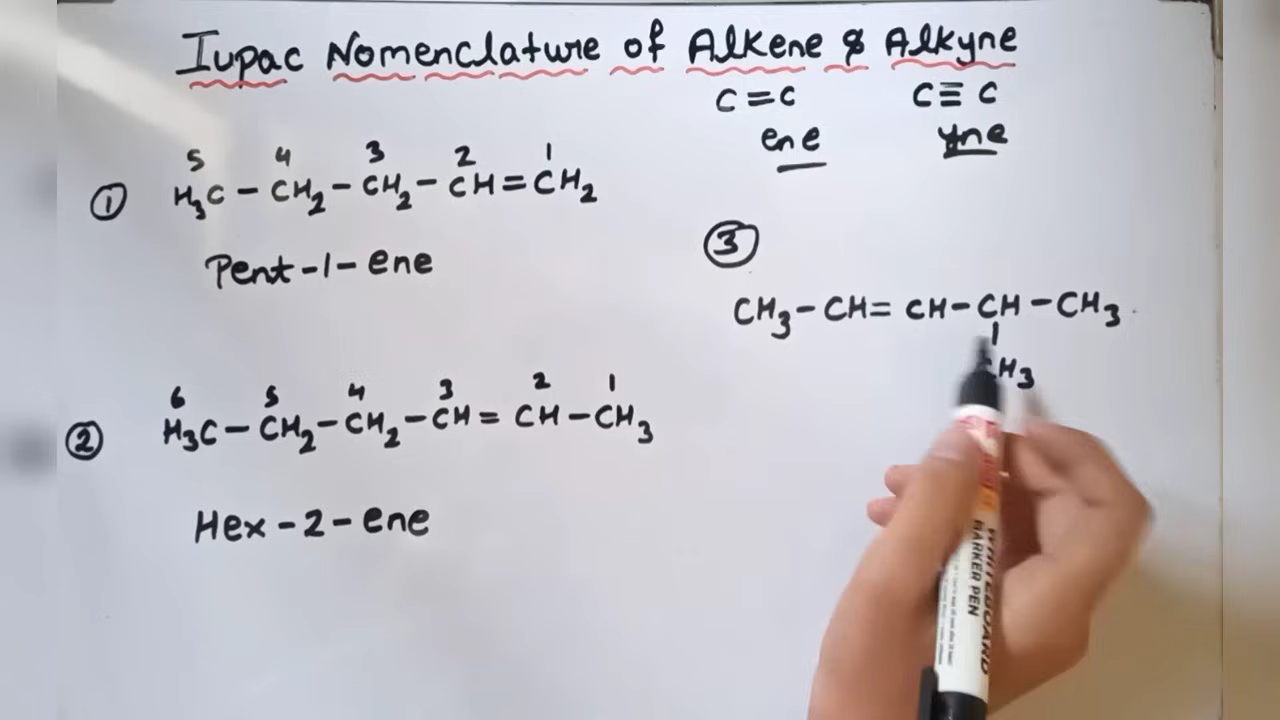 Iupac Nomenclature of Alkene & Alkyne
C=C C≡C
ene yne
5 4 3 2 1
① H₃C-CH₂-CH₂-CH=CH₂
Pent-1-ene
6 5 4 3 2 1
② H₃C-CH₂-CH₂-CH=CH-CH₃
Hex-2-ene
③
CH₃-CH=CH-CH-CH₃
H₃
WHITEBOARD
MARKER PEN